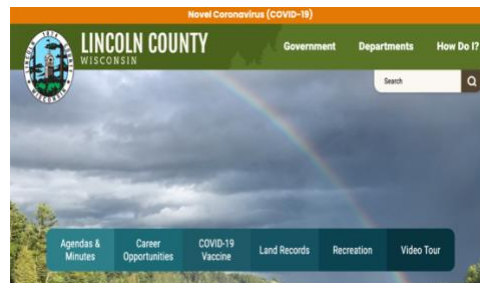 Novel Coronavirus (COVID-19)
LINCOLN COUNTY
WISCONSIN
Government Departments How Do I?
Search
Agendas & Minutes
Career Opportunities
COVID-19 Vaccine
Land Records
Recreation
Video Tour